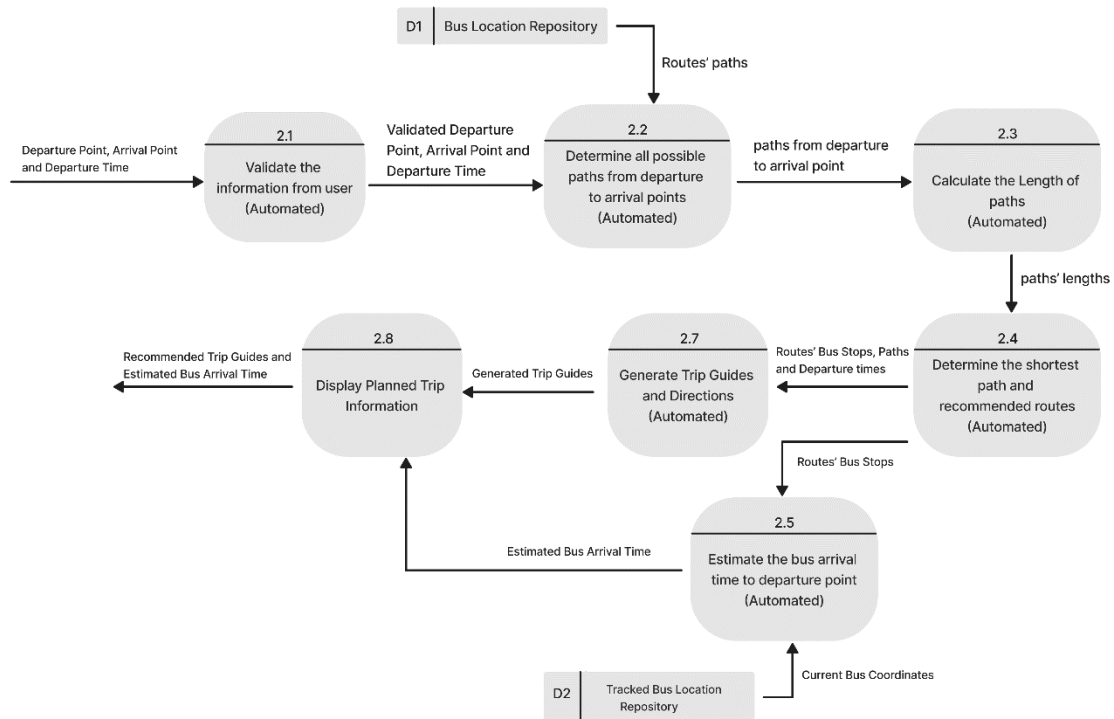 D1 Bus Location Repository
Routes' paths
2.1
Validate the
information from user
(Automated)
Departure Point, Arrival Point
and Departure Time
Validated Departure
Point, Arrival Point and
Departure Time
2.2
Determine all possible
paths from departure
to arrival points
(Automated)
paths from departure
to arrival point
2.3
Calculate the Length of
paths
(Automated)
paths' lengths
2.4
Determine the shortest
path and
recommended routes
(Automated)
Routes' Bus Stops, Paths
and Departure times
2.7
Generate Trip Guides
and Directions
(Automated)
Generated Trip Guides
2.8
Display Planned Trip
Information
Recommended Trip Guides and
Estimated Bus Arrival Time
Routes' Bus Stops
2.5
Estimate the bus arrival
time to departure point
(Automated)
Estimated Bus Arrival Time
Current Bus Coordinates
D2 Tracked Bus Location
Repository